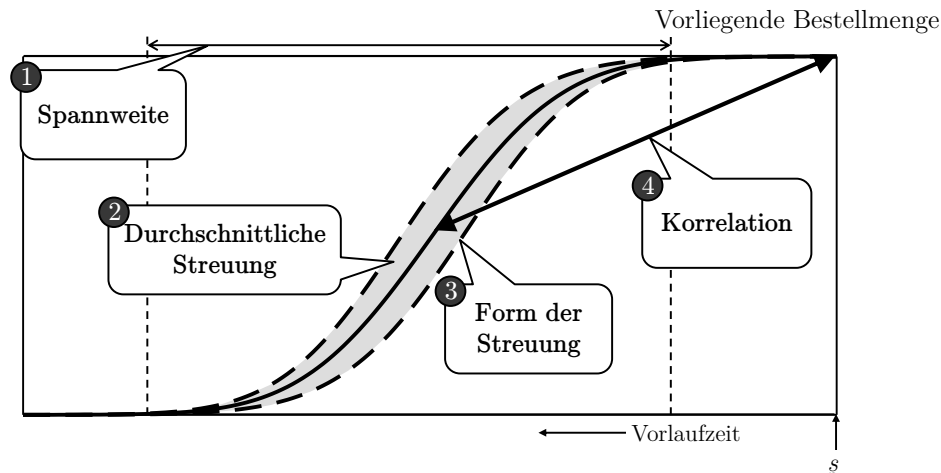 Vorliegende Bestellmenge
1
Spannweite
2
Durchschnittliche
Streuung
3
Form der
Streuung
4
Korrelation
Vorlaufzeit
s